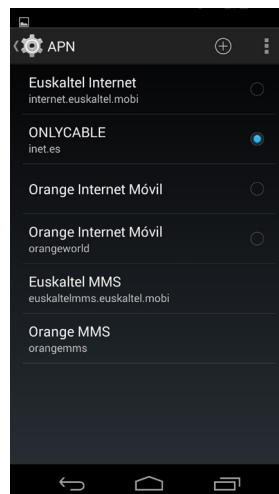 APN
Euskaltel Internet
internet.euskaltel.mobi
ONLYCABLE
inet.es
Orange Internet Móvil
Orange Internet Móvil
orangeworld
Euskaltel MMS
euskaltelmms.euskaltel.mobi
Orange MMS
orangemms